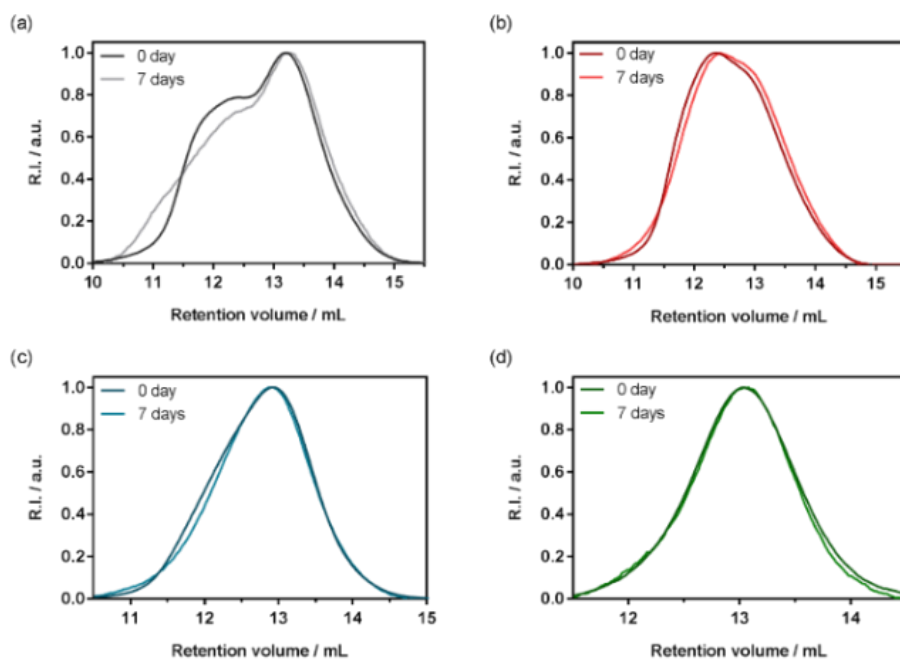 (a)
0 day
7 days
1.0
0.8
0.6
0.4
0.2
0.0
R.I. / a.u.
10 11 12 13 14 15
Retention volume / mL
(b)
0 day
7 days
1.0
0.8
0.6
0.4
0.2
0.0
R.I. / a.u.
10 11 12 13 14 15
Retention volume / mL
(c)
0 day
7 days
1.0
0.8
0.6
0.4
0.2
0.0
R.I. / a.u.
11 12 13 14 15
Retention volume / mL
(d)
0 day
7 days
1.0
0.8
0.6
0.4
0.2
0.0
R.I. / a.u.
12 13 14
Retention volume / mL